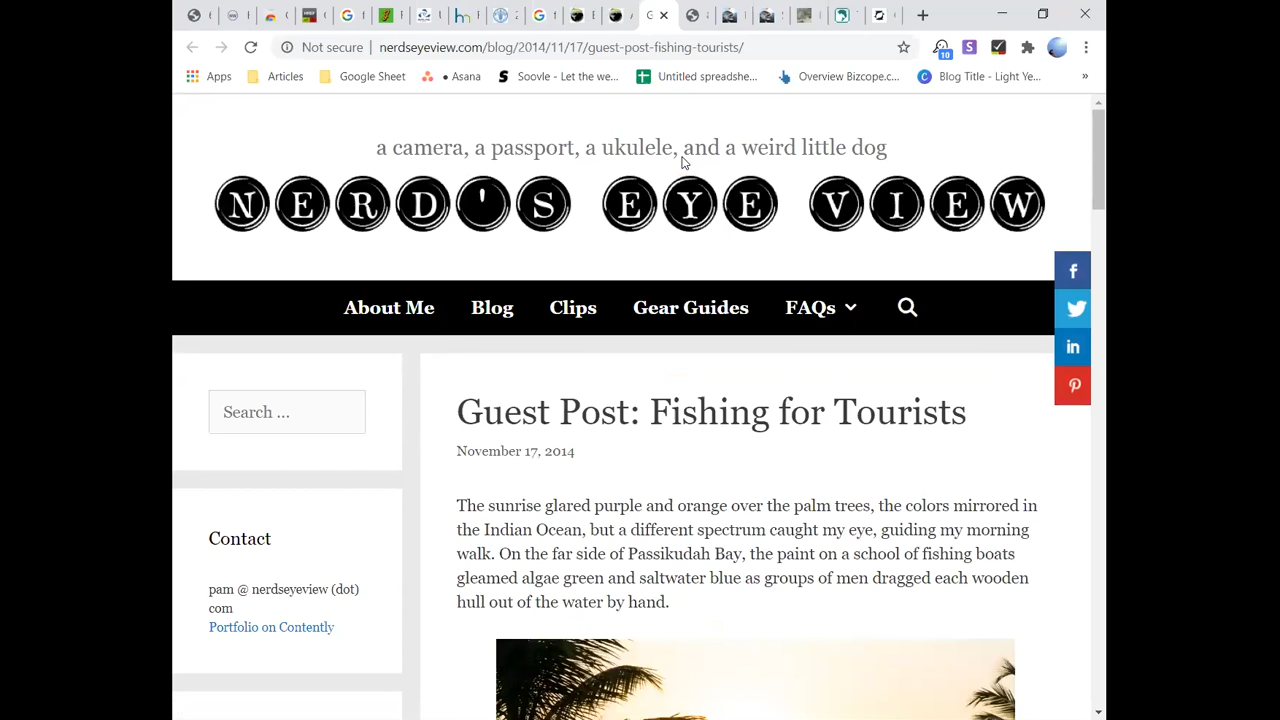 Not Secure nerdseyeview.com/blog/2014/11/17/guest-post-fishing-tourists/
10
Apps Articles Google Sheet • Asana Soovle - Let the we... Untitled spreadshe... Overview Bizcope.c... Blog Title - Light Ye... »
a camera, a passport, a ukulele, and a weird little dog
NERD'S EYE VIEW
About Me Blog Clips Gear Guides FAQs
Search ...
Guest Post: Fishing for Tourists
November 17, 2014
The sunrise glared purple and orange over the palm trees, the colors mirrored in
the Indian Ocean, but a different spectrum caught my eye, guiding my morning
walk. On the far side of Passikudah Bay, the paint on a school of fishing boats
gleamed algae green and saltwater blue as groups of men dragged each wooden
hull out of the water by hand.
Contact
pam @ nerdseyeview (dot)
com
Portfolio on Contently